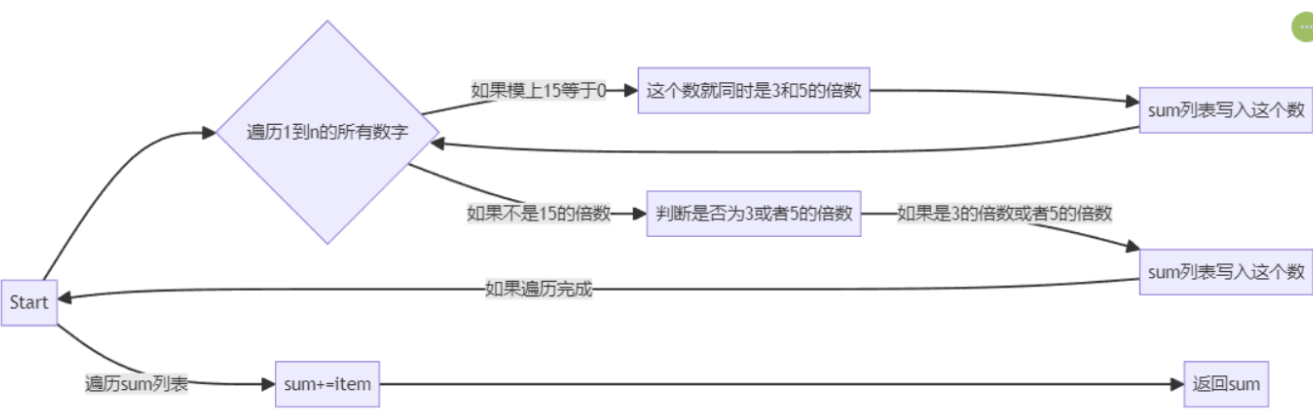 如果模上15等于0
这个数就同时是3和5的倍数
sum列表写入这个数
遍历1到n的所有数字
如果不是15的倍数
判断是否为3或者5的倍数
如果是3的倍数或者5的倍数
sum列表写入这个数
如果遍历完成
Start
遍历sum列表
sum+=item
返回sum